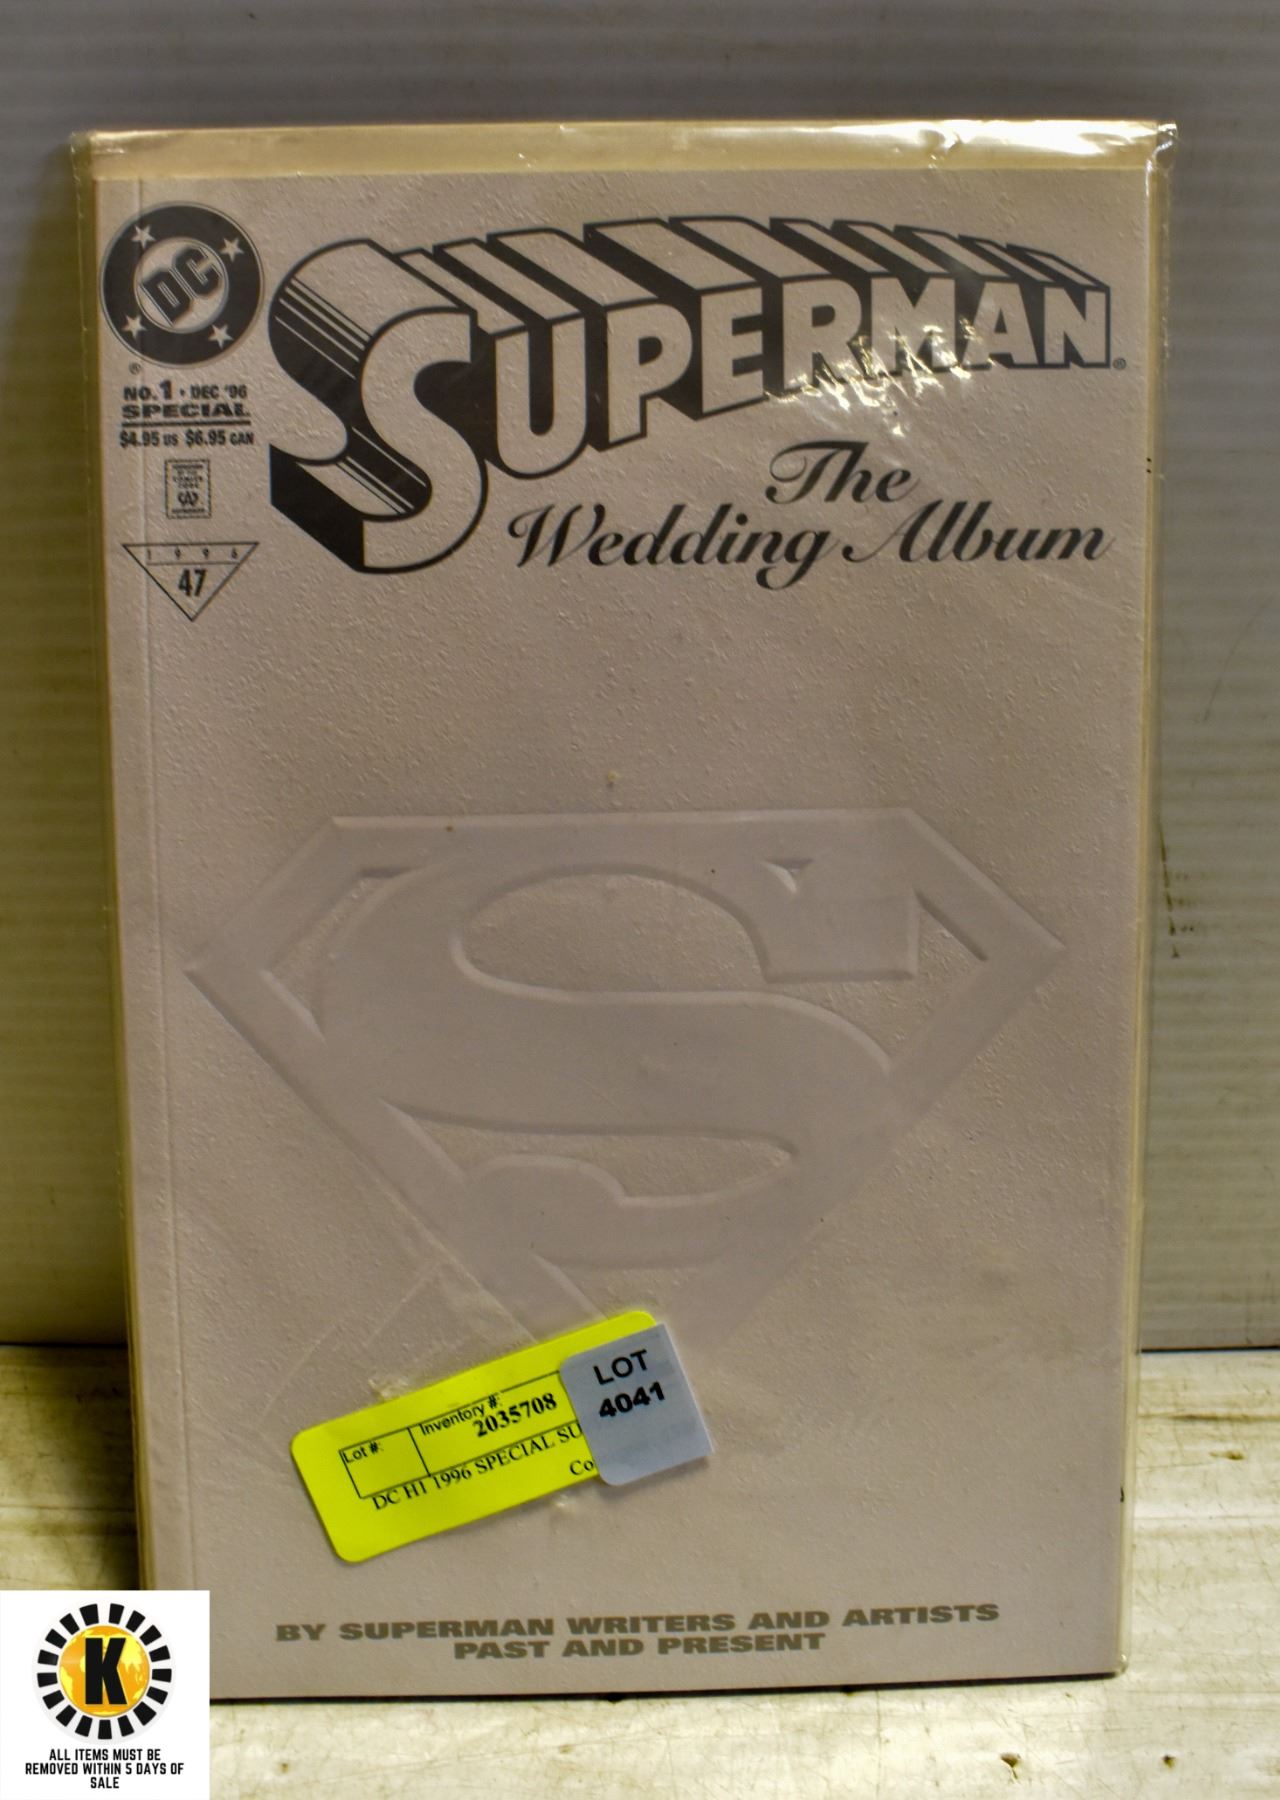 DC
®
NO. 1 • DEC '96
SPECIAL
$4.95 US $6.95 CAN
1996
47
SUPERMAN®
The
Wedding Album
LOT
4041
Lot #:
Inventory #:
2035708
DC H1 1996 SPECIAL SU
Co
BY SUPERMAN WRITERS AND ARTISTS
PAST AND PRESENT
K
ALL ITEMS MUST BE
REMOVED WITHIN 5 DAYS OF
SALE